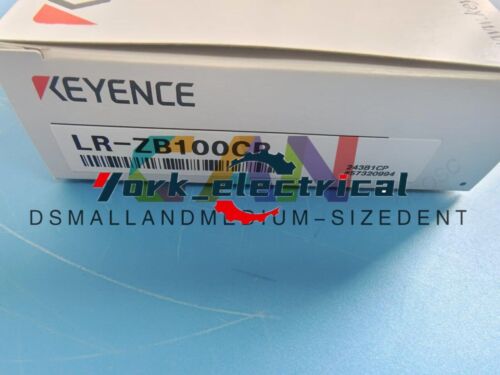 KEYENCE
LR-ZB100CP
243B1CP
York_electrical
DSMALLANDMEDIUM-SIZEDENT